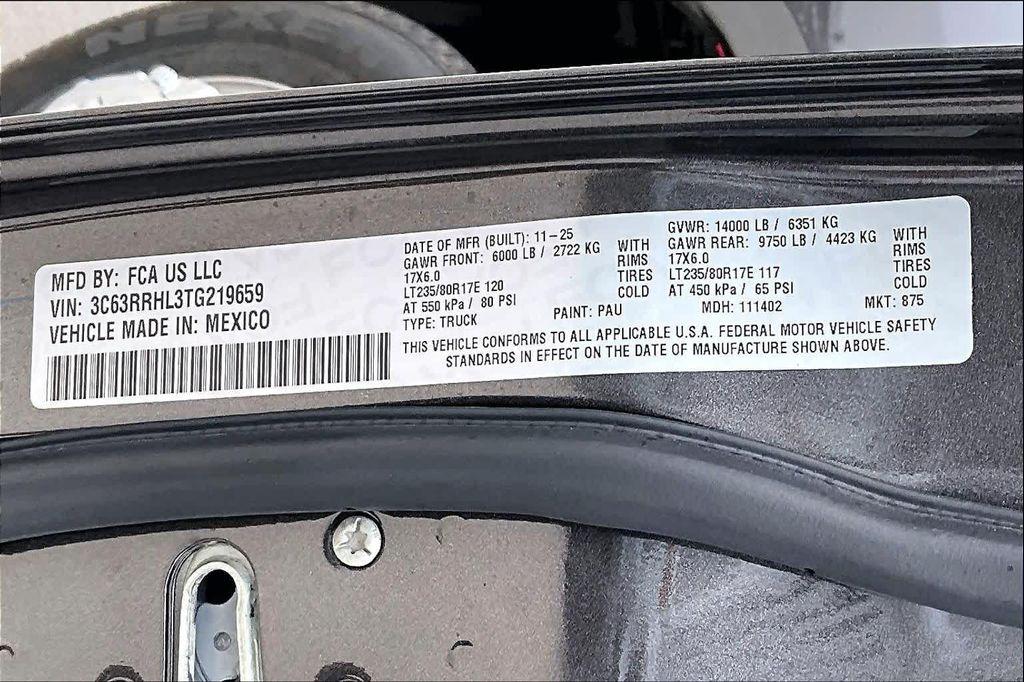 NEXE
MFD BY: FCA US LLC
VIN: 3C63RRHL3TG219659
VEHICLE MADE IN: MEXICO
DATE OF MFR (BUILT): 11-25
GAWR FRONT: 6000 LB / 2722 KG WITH
17X6.0 RIMS
LT235/80R17E 120 TIRES
AT 550 kPa / 80 PSI COLD
TYPE: TRUCK
PAINT: PAU
GVWR: 14000 LB / 6351 KG
GAWR REAR: 9750 LB / 4423 KG WITH
17X6.0 RIMS
LT235/80R17E 117 TIRES
AT 450 kPa / 65 PSI COLD
MDH: 111402 MKT: 875
THIS VEHICLE CONFORMS TO ALL APPLICABLE U.S.A. FEDERAL MOTOR VEHICLE SAFETY
STANDARDS IN EFFECT ON THE DATE OF MANUFACTURE SHOWN ABOVE.